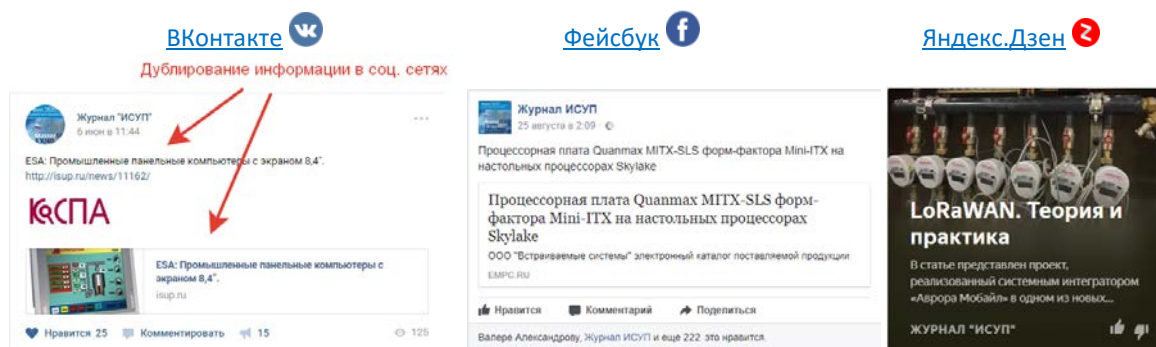 ВКонтакте
Фейсбук
Яндекс.Дзен
Дублирование информации в соц. сетях
Журнал "ИСУП"
6 июн в 11:44
ESA: Промышленные панельные компьютеры с экраном 8,4".
http://isup.ru/news/11162/
КРАСПА
ESA: Промышленные панельные компьютеры с
экраном 8,4".
isup.ru
Нравится 25 Комментировать 15 125
Журнал ИСУП
25 августа в 2:09
Процессорная плата Quanmax MITX-SLS форм-фактора Mini-ITX на
настольных процессорах Skylake
Процессорная плата Quanmax MITX-SLS форм-
фактора Mini-ITX на настольных процессорах
Skylake
ООО "Встраиваемые системы" электронный каталог поставляемой продукции
EMPC.RU
Нравится Комментарий Поделиться
Валере Александрову, Журнал ИСУП и еще 222 это нравится.
LoRaWAN. Теория и
практика
В статье представлен проект,
реализованный системным интегратором
«Аврора Мобайл» в одном из новых...
ЖУРНАЛ "ИСУП"